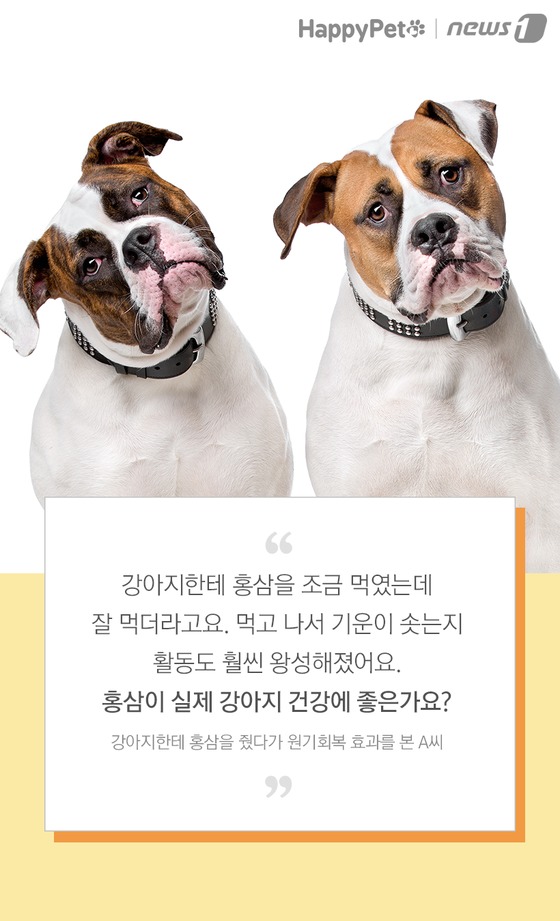 HappyPet news1
“
강아지한테 홍삼을 조금 먹였는데
잘 먹더라고요. 먹고 나서 기운이 솟는지
활동도 훨씬 왕성해졌어요.
홍삼이 실제 강아지 건강에 좋은가요?
강아지한테 홍삼을 줬다가 원기회복 효과를 본 A씨
”